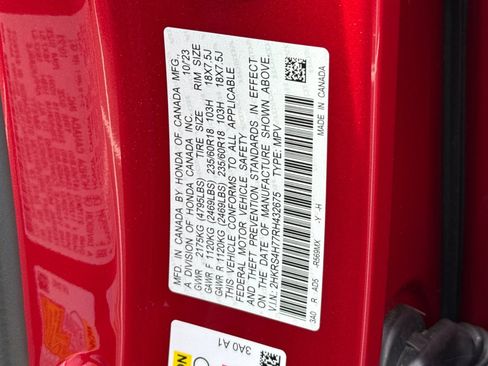 MFD. IN CANADA BY HONDA OF CANADA MFG., 10/23
A DIVISION OF HONDA CANADA INC.
TIRE SIZE RIM SIZE
GVWR 2175KG (4795LBS)
GAWR F 1120KG (2469LBS) 235/60R18 103H 18X7.5J
GAWR R 1120KG (2469LBS) 235/60R18 103H 18X7.5J
THIS VEHICLE CONFORMS TO ALL APPLICABLE
FEDERAL MOTOR VEHICLE SAFETY BUMPER AND THEFT
PREVENTION STANDARDS IN EFFECT
ON THE DATE OF MANUFACTURE SHOWN ABOVE.
V.I.N: 2HKRS4H77RH432675 TYPE: MPV
3A0 R AD5 R569MX -Y -H
MADE IN CANADA
3A0 A1